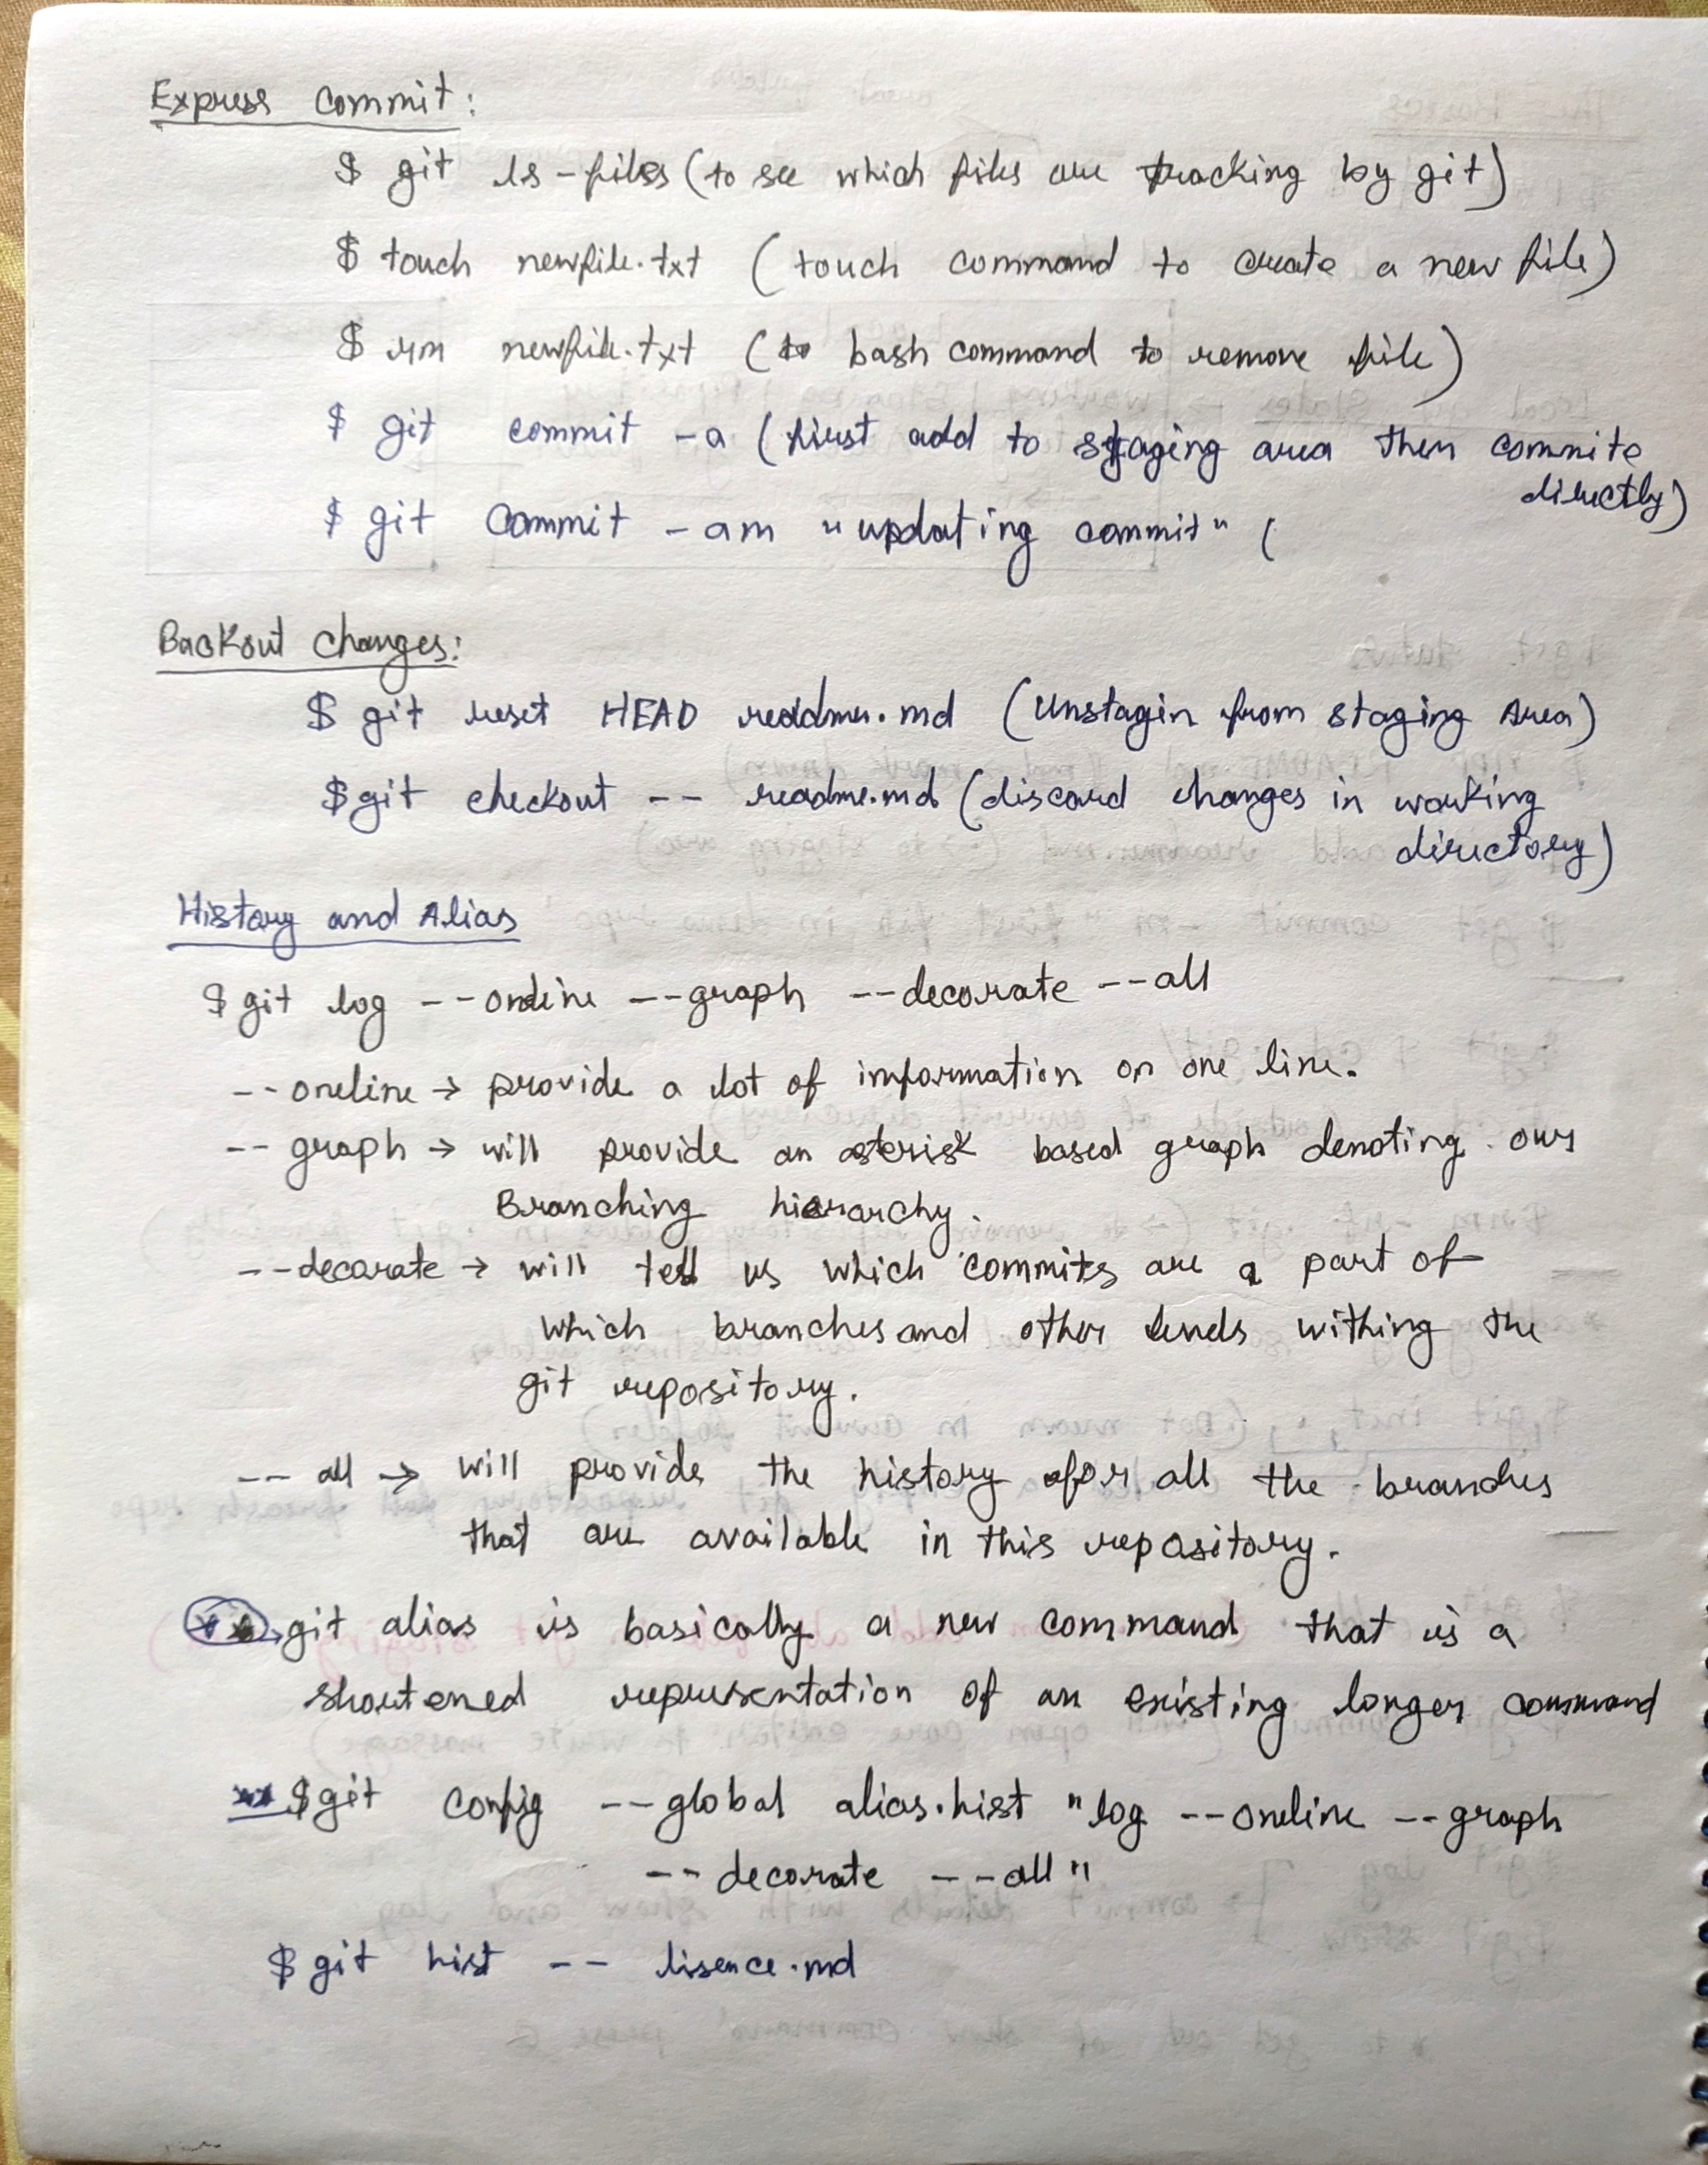 Express Commit:
$ git ls-files (to see which files are tracking by git)
$ touch newfile.txt (touch command to create a new file)
$ rm newfile.txt (to bash command to remove file)
$ git commit -a (first add to staging area then commite
directly)
$ git commit -am "updating commit" (
Backout changes:
$ git reset HEAD readme.md (Unstagin from staging Area)
$ git checkout -- readme.md (discard changes in working
directory)
History and Alias
$ git log --oneline --graph --decorate --all
--oneline → provide a lot of information on one line.
-- graph → will provide an asterisk based graph denoting our
Branching hierarchy.
--decorate → will tell us which commits are a part of
which branches and other withing the
git repository.
-- all → will provide the history for all the branches
that are available in this repository.
git alias is basically a new command that is a
shortened representation of an existing longer command
** $git config --global alias.hist "log --oneline --graph
-- decorate --all"
$ git hist -- lisence.md